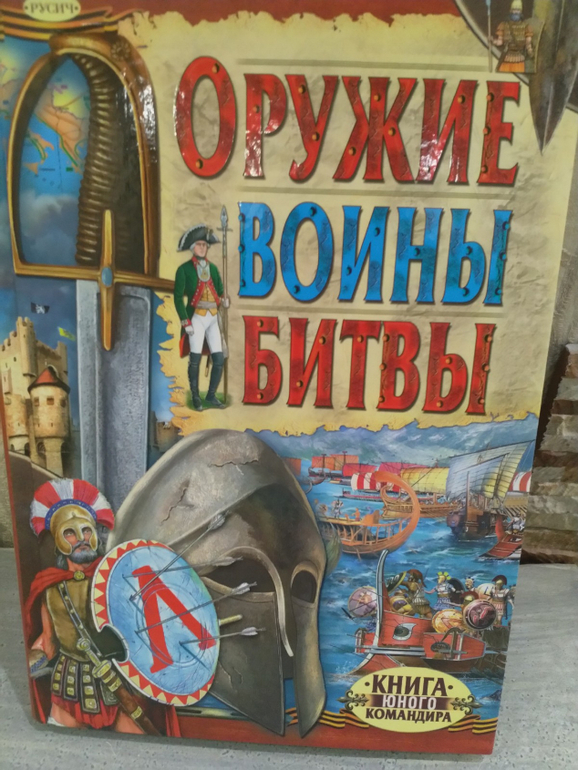 РУСИЧ
ОРУЖИЕ
ВОИНЫ
БИТВЫ
Λ
КНИГА
ЮНОГО
КОМАНДИРА